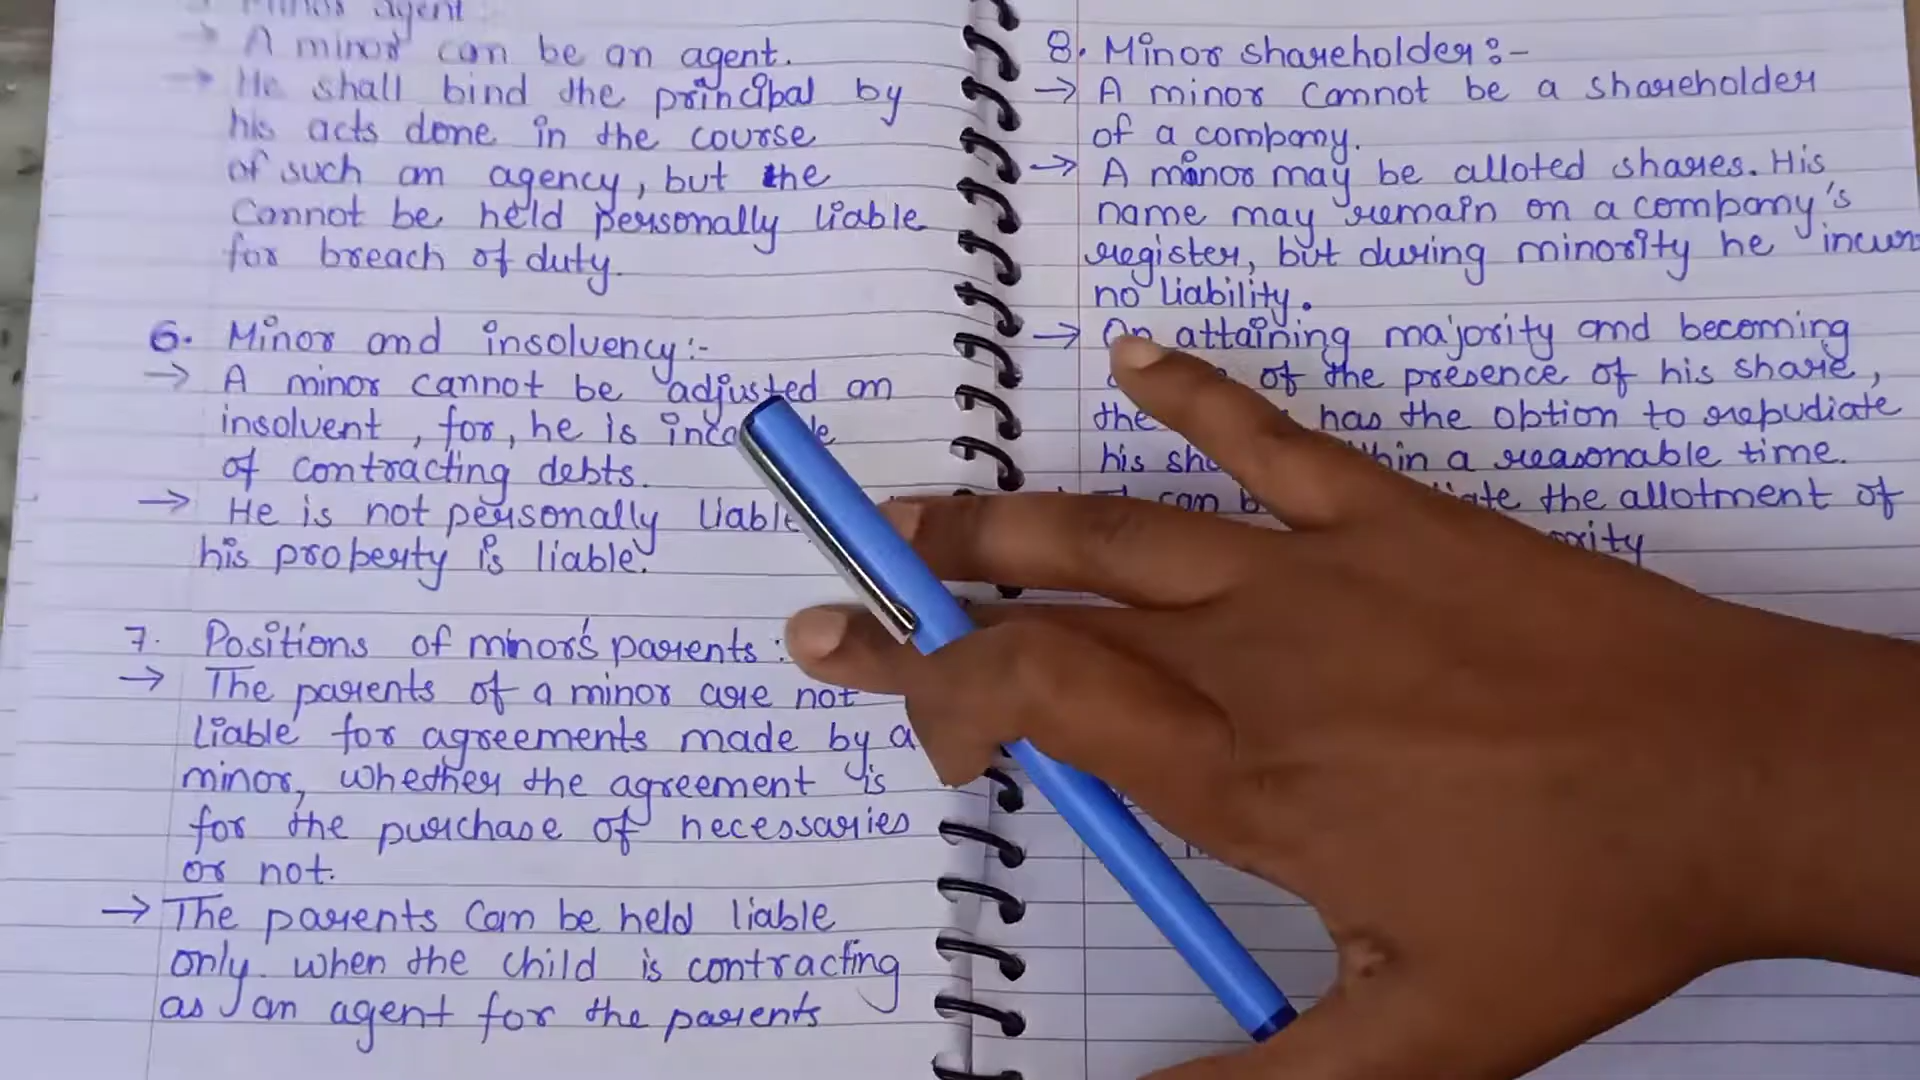 Minor agent
→ A minor can be an agent.
→ He shall bind the principal by
his acts done in the course
of such an agency, but the
cannot be held personally liable
for breach of duty.
6. Minor and insolvency:-
→ A minor cannot be adjusted an
insolvent, for, he is
of contracting debts.
→ He is not personally liable
his property is liable.
7. Positions of minor's parents:
→ The parents of a minor are not
liable for agreements made by a
minor, whether the agreement is
for the purchase of necessaries
or not.
→ The parents can be held liable
only when the child is contracting
as an agent for the parents
8. Minor shareholder:-
→ A minor cannot be a shareholder
of a company.
→ A minor may be alloted shares. His
name may remain on a company's
register, but during minority he incurs
no liability.
→ On attaining majority and becoming
of the presence of his share,
the has the option to repudiate
his a reasonable time.
can the allotment of